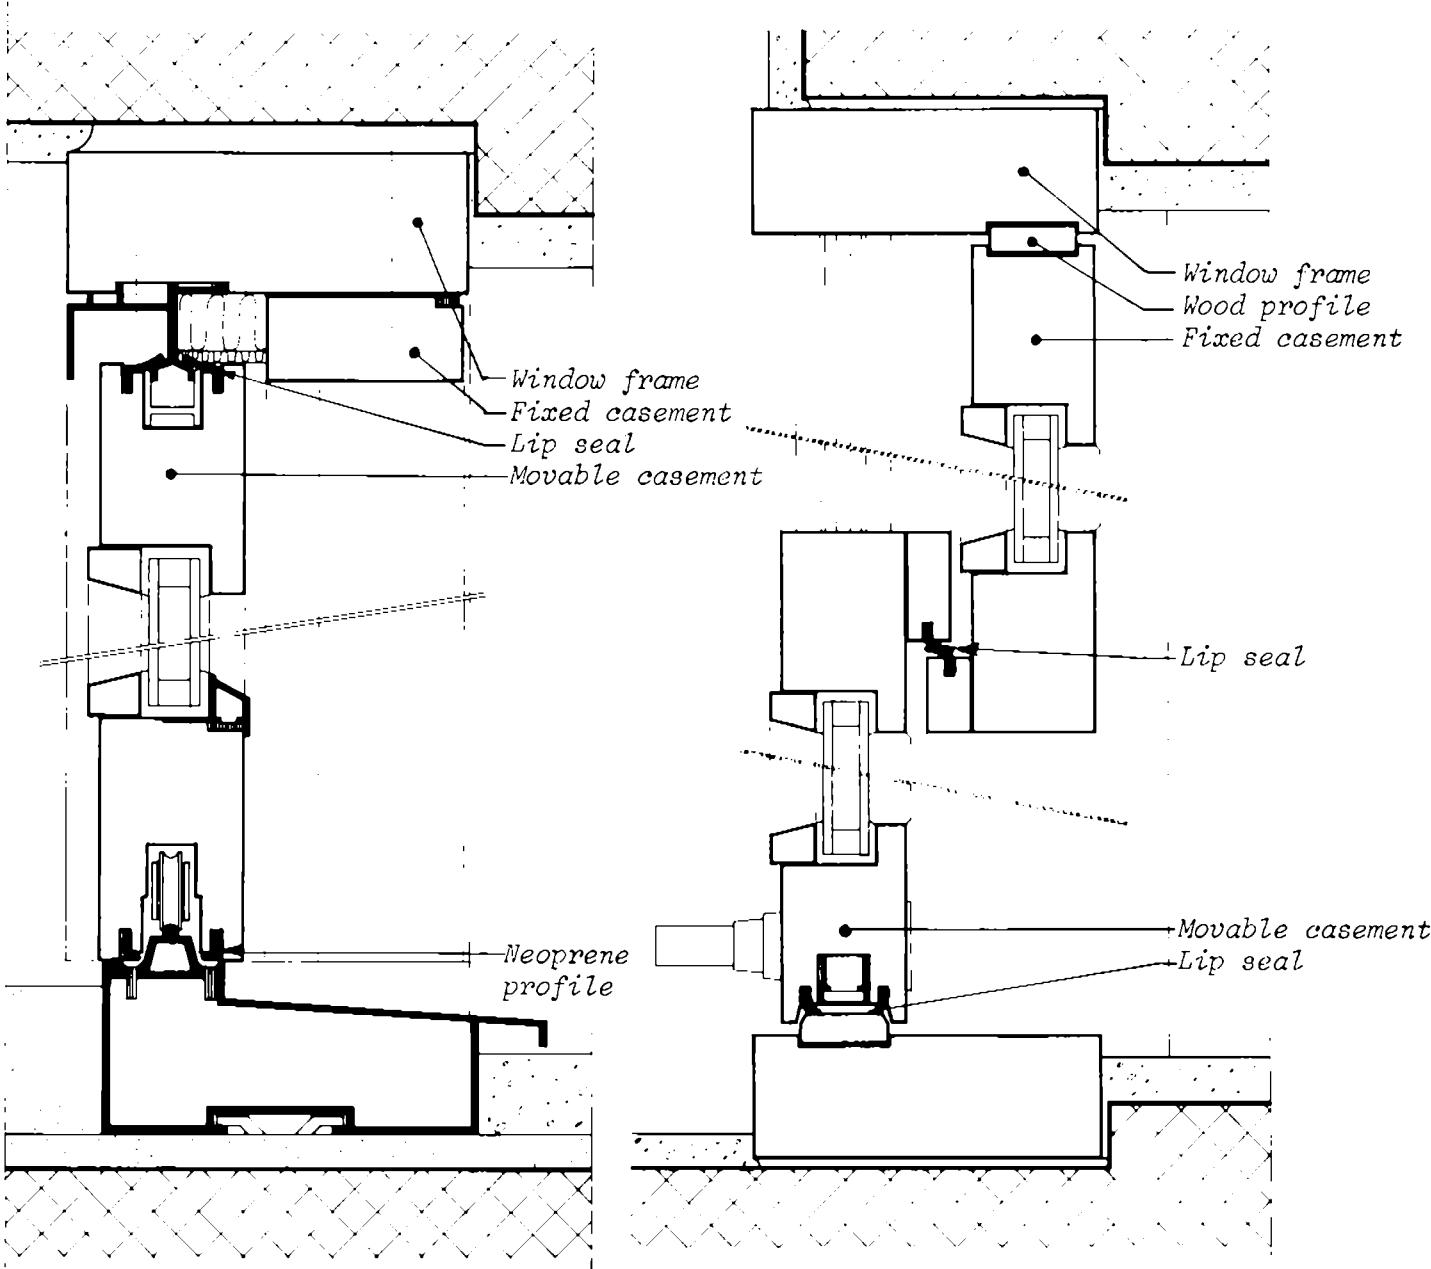 Window frame
Fixed casement
Lip seal
Movable casement
Neoprene
profile
Window frame
Wood profile
Fixed casement
Lip seal
Movable casement
Lip seal